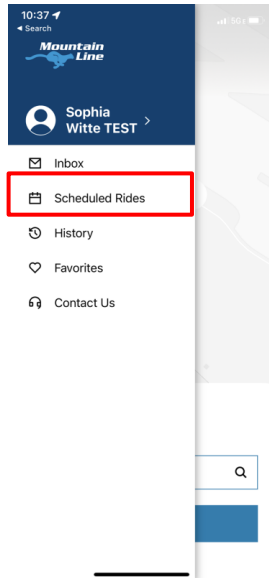 10:37
5G
◀ Search
Mountain
Line
Sophia
Witte TEST
Inbox
Scheduled Rides
History
Favorites
Contact Us